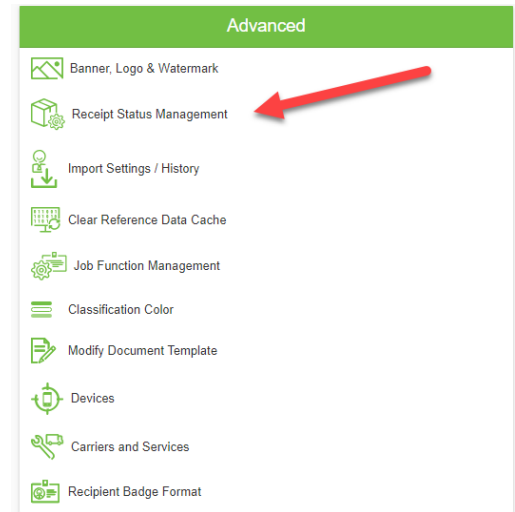 Advanced
Banner, Logo & Watermark
Receipt Status Management
Import Settings / History
Clear Reference Data Cache
Job Function Management
Classification Color
Modify Document Template
Devices
Carriers and Services
Recipient Badge Format